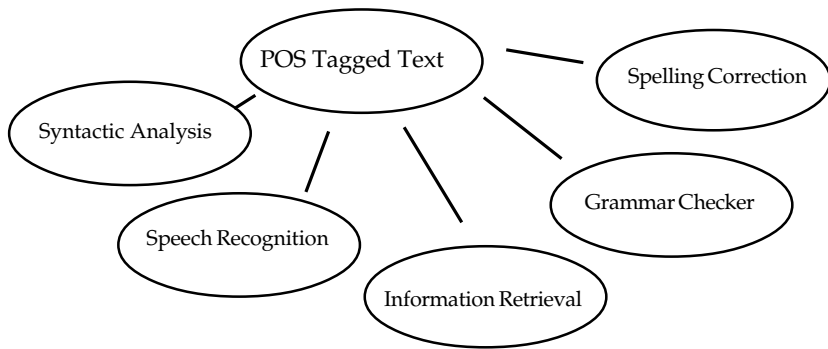 POS Tagged Text
Spelling Correction
Syntactic Analysis
Grammar Checker
Speech Recognition
Information Retrieval